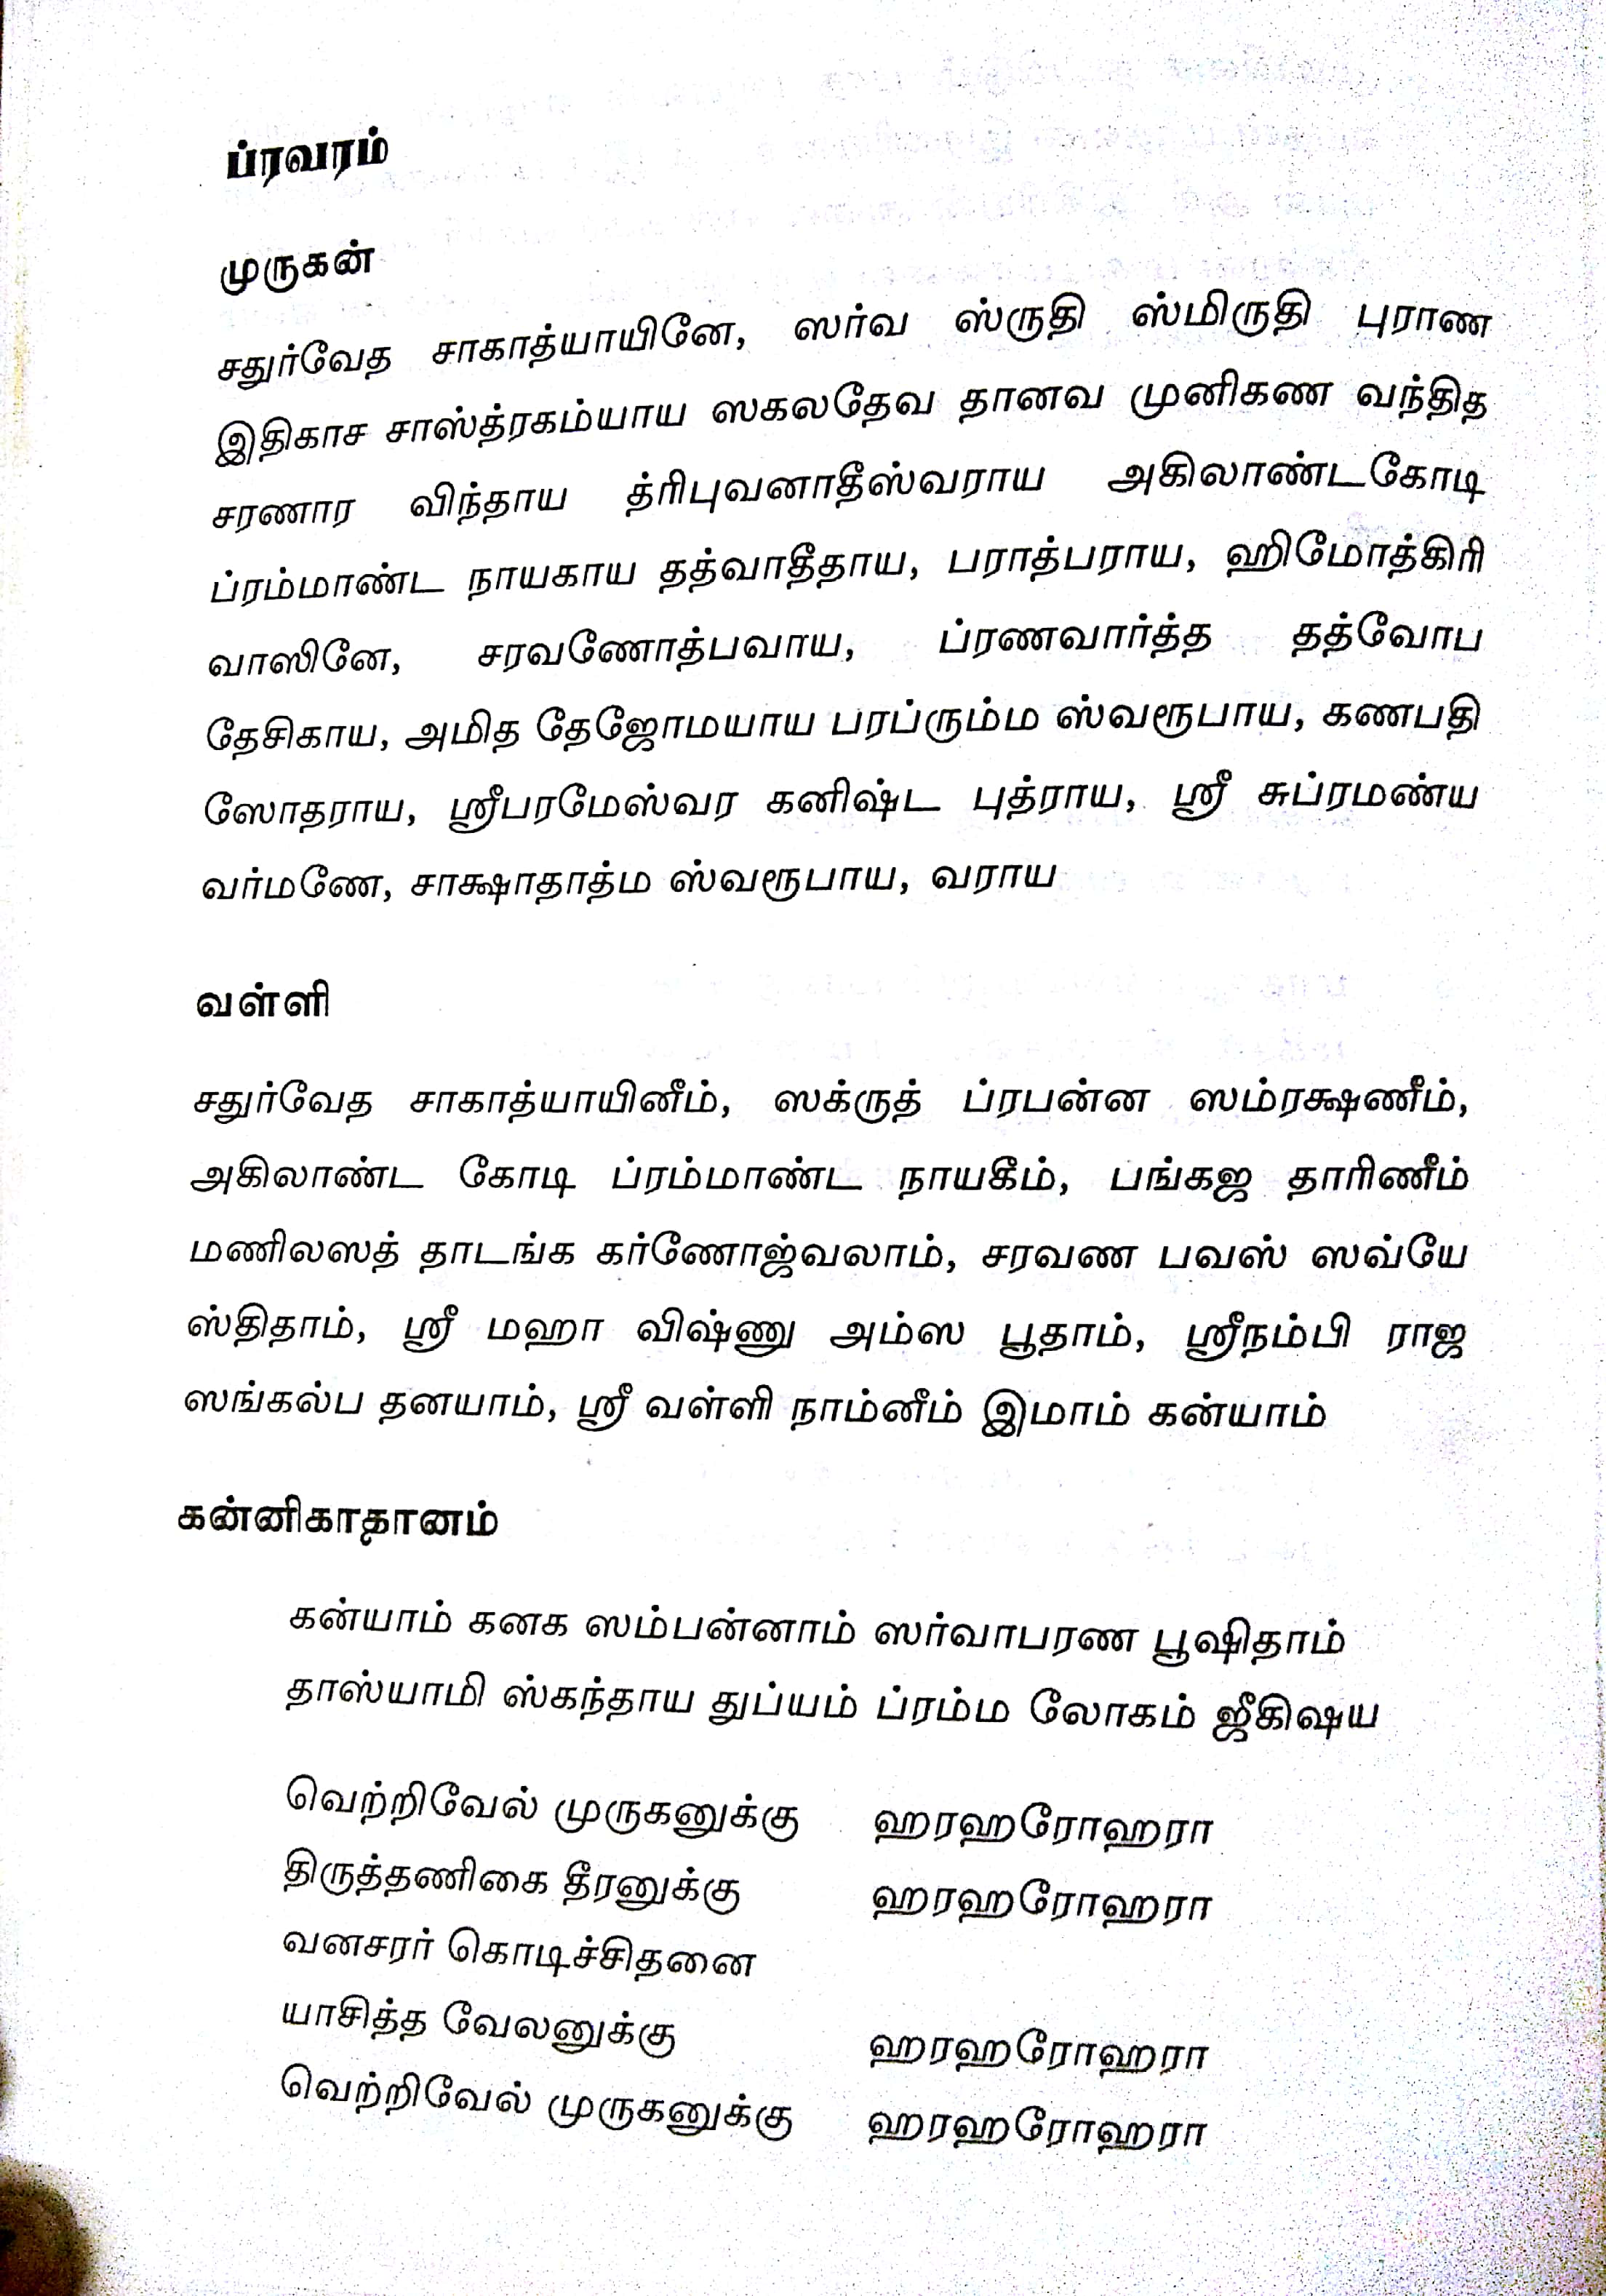 ப்ரவரம்
முருகன்
சதுர்வேத சாகாத்யாயினே, ஸர்வ ஸ்ருதி ஸ்மிருதி புராண
இதிகாச சாஸ்த்ரகம்யாய ஸகலதேவ தானவ முனிகண வந்தித
சரணார விந்தாய த்ரிபுவனாதீஸ்வராய அகிலாண்டகோடி
ப்ரம்மாண்ட நாயகாய தத்வாதீதாய, பராத்பராய, ஹிமோத்கிரி
வாஸினே, சரவணோத்பவாய, ப்ரணவார்த்த தத்வோப
தேசிகாய, அமித தேஜோமயாய பரப்ரும்ம ஸ்வரூபாய, கணபதி
ஸோதராய, ஸ்ரீபரமேஸ்வர கனிஷ்ட புத்ராய, ஸ்ரீ சுப்ரமண்ய
வர்மணே, சாக்ஷாதாத்ம ஸ்வரூபாய, வராய
வள்ளி
சதுர்வேத சாகாத்யாயினீம், ஸக்ருத் ப்ரபன்ன ஸம்ரக்ஷணீம்,
அகிலாண்ட கோடி ப்ரம்மாண்ட நாயகீம், பங்கஜ தாரிணீம்
மணிலஸத் தாடங்க கர்ணோஜ்வலாம், சரவண பவஸ் ஸவ்யே
ஸ்திதாம், ஸ்ரீ மஹா விஷ்ணு அம்ஸ பூதாம், ஸ்ரீநம்பி ராஜ
ஸங்கல்ப தனயாம், ஸ்ரீ வள்ளி நாம்னீம் இமாம் கன்யாம்
கன்னிகாதானம்
கன்யாம் கனக ஸம்பன்னாம் ஸர்வாபரண பூஷிதாம்
தாஸ்யாமி ஸ்கந்தாய துப்யம் ப்ரம்ம லோகம் ஜீகிஷய
வெற்றிவேல் முருகனுக்கு ஹரஹரோஹரா
திருத்தணிகை தீரனுக்கு ஹரஹரோஹரா
வனசரர் கொடிச்சிதனை
யாசித்த வேலனுக்கு ஹரஹரோஹரா
வெற்றிவேல் முருகனுக்கு ஹரஹரோஹரா